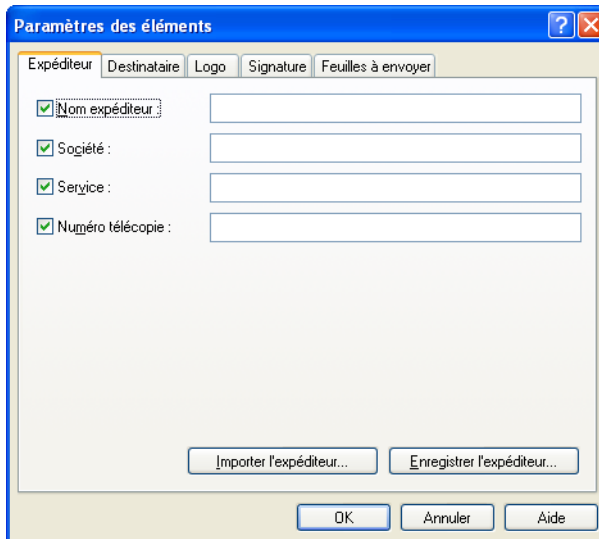 Paramètres des éléments
Expéditeur Destinataire Logo Signature Feuilles à envoyer
Nom expéditeur :
Société :
Service :
Numéro télécopie :
Importer l'expéditeur... Enregistrer l'expéditeur...
OK Annuler Aide